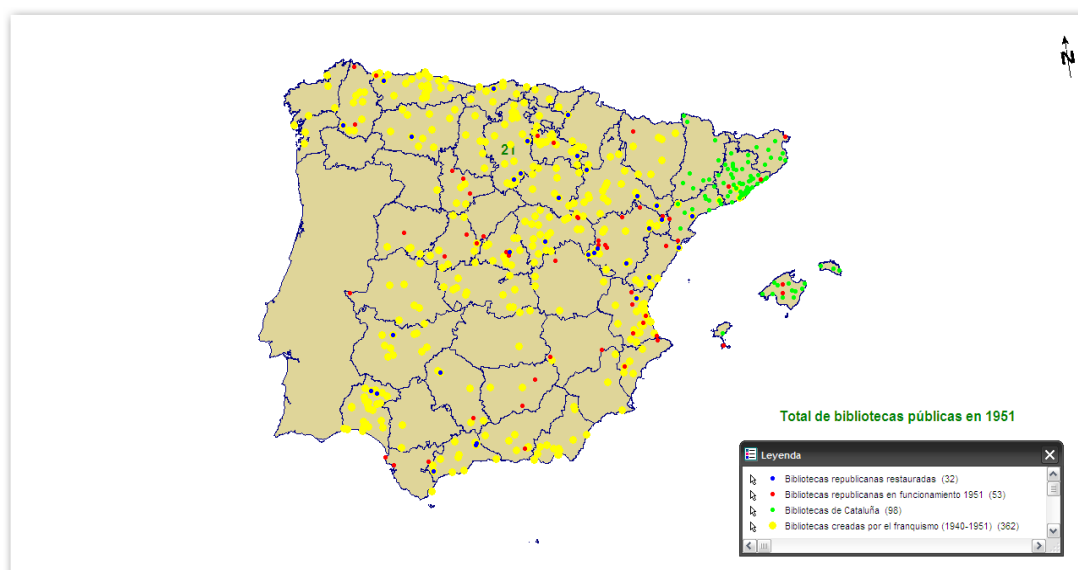 N
21
Total de bibliotecas públicas en 1951
Leyenda
Bibliotecas republicanas restauradas (32)
Bibliotecas republicanas en funcionamiento 1951 (53)
Bibliotecas de Cataluña (98)
Bibliotecas creadas por el franquismo (1940-1951) (362)